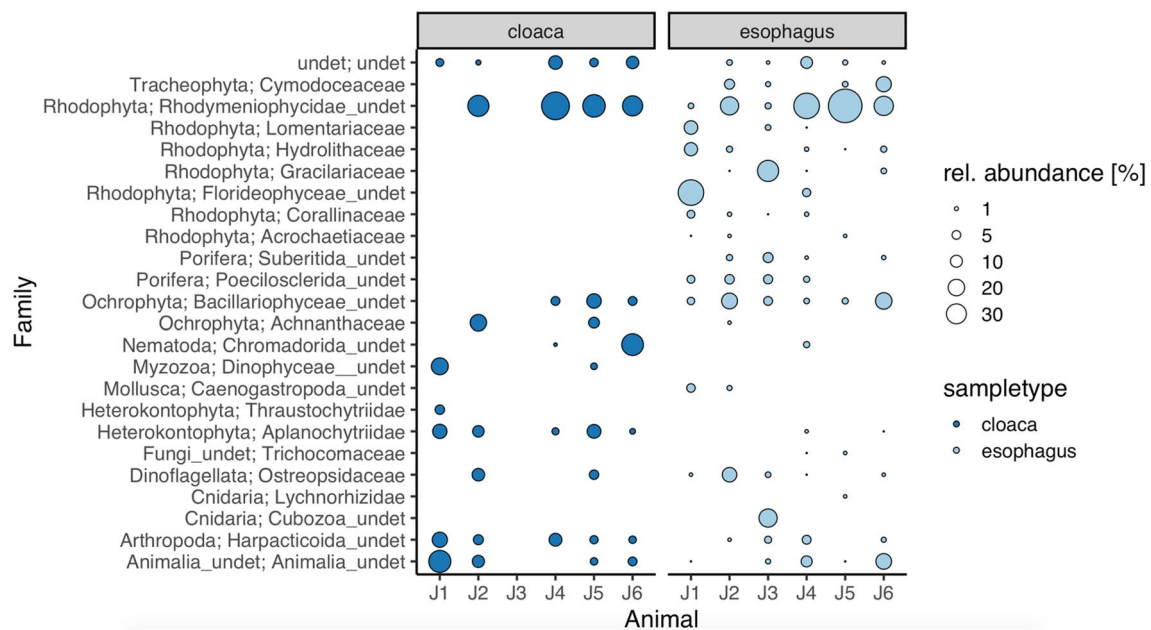 cloaca esophagus
undet; undet
Tracheophyta; Cymodoceaceae
Rhodophyta; Rhodymeniophycidae_undet
Rhodophyta; Lomentariaceae
Rhodophyta; Hydrolithaceae
Rhodophyta; Gracilariaceae
Rhodophyta; Florideophyceae_undet
Rhodophyta; Corallinaceae
Rhodophyta; Acrochaetiaceae
Porifera; Suberitida_undet
Porifera; Poecilosclerida_undet
Ochrophyta; Bacillariophyceae_undet
Ochrophyta; Achnanthaceae
Nematoda; Chromadorida_undet
Myzozoa; Dinophyceae__undet
Mollusca; Caenogastropoda_undet
Heterokontophyta; Thraustochytriidae
Heterokontophyta; Aplanochytriidae
Fungi_undet; Trichocomaceae
Dinoflagellata; Ostreopsidaceae
Cnidaria; Lychnorhizidae
Cnidaria; Cubozoa_undet
Arthropoda; Harpacticoida_undet
Animalia_undet; Animalia_undet
Family
J1 J2 J3 J4 J5 J6 J1 J2 J3 J4 J5 J6
Animal
rel. abundance [%]
1
5
10
20
30
sampletype
cloaca
esophagus